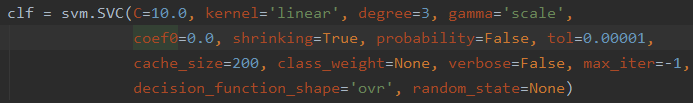 clf = svm.SVC(C=10.0, kernel='linear', degree=3, gamma='scale',
coef0=0.0, shrinking=True, probability=False, tol=0.00001,
cache_size=200, class_weight=None, verbose=False, max_iter=-1,
decision_function_shape='ovr', random_state=None)